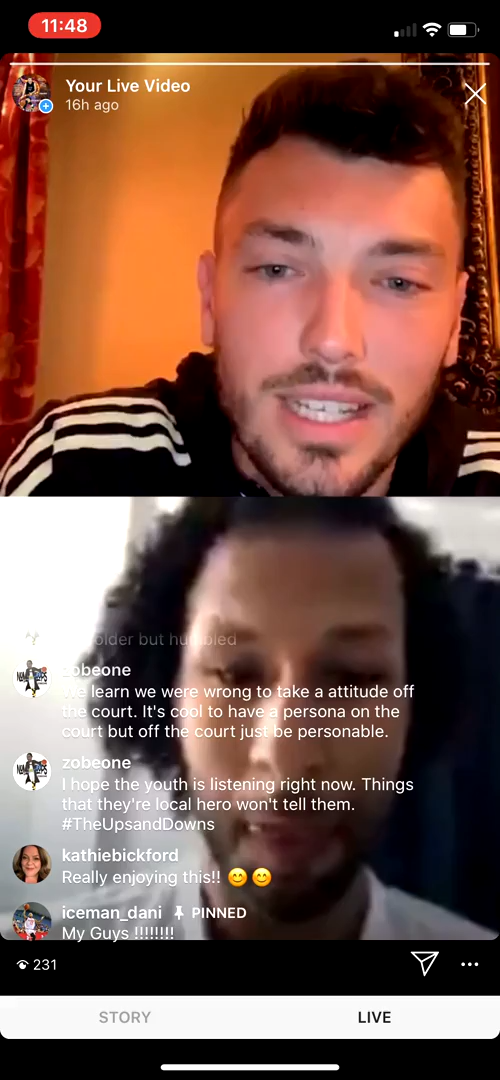 11:48
Your Live Video
16h ago
older but humbled
zobeone
We learn we were wrong to take a attitude off
the court. It's cool to have a persona on the
court but off the court just be personable.
zobeone
I hope the youth is listening right now. Things
that they're local hero won't tell them.
#TheUpsandDowns
kathiebickford
Really enjoying this!! 😊 😊
iceman_dani PINNED
My Guys !!!!!!!!
231
STORY LIVE